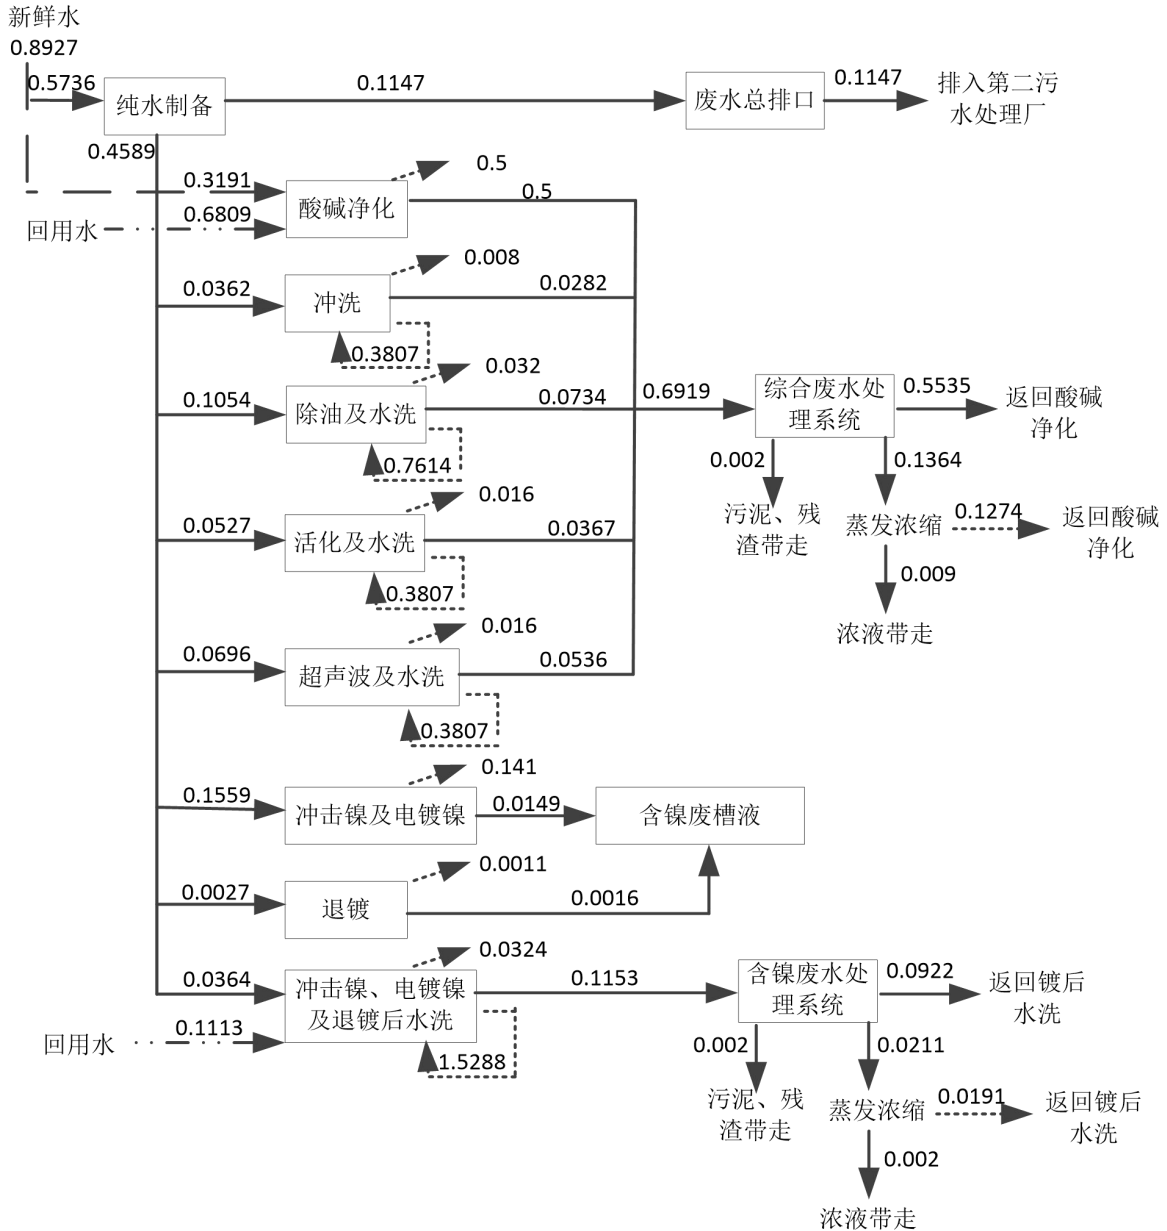 新鲜水
0.8927
0.5736
纯水制备
0.1147
废水总排口
0.1147
排入第二污
水处理厂
0.4589
0.3191
回用水
0.6809
酸碱净化
0.5
0.5
0.0362
冲洗
0.008
0.0282
0.3807
0.1054
除油及水洗
0.032
0.0734
0.7614
0.6919
综合废水处
理系统
0.5535
返回酸碱
净化
0.002
污泥、残
渣带走
0.1364
蒸发浓缩
0.1274
返回酸碱
净化
0.009
浓液带走
0.0527
活化及水洗
0.016
0.0367
0.3807
0.0696
超声波及水洗
0.016
0.0536
0.3807
0.1559
冲击镍及电镀镍
0.141
0.0149
含镍废槽液
0.0027
退镀
0.0011
0.0016
0.0364
回用水
0.1113
冲击镍、电镀镍
及退镀后水洗
0.0324
0.1153
1.5288
含镍废水处
理系统
0.0922
返回镀后
水洗
0.002
污泥、残
渣带走
0.0211
蒸发浓缩
0.0191
返回镀后
水洗
0.002
浓液带走